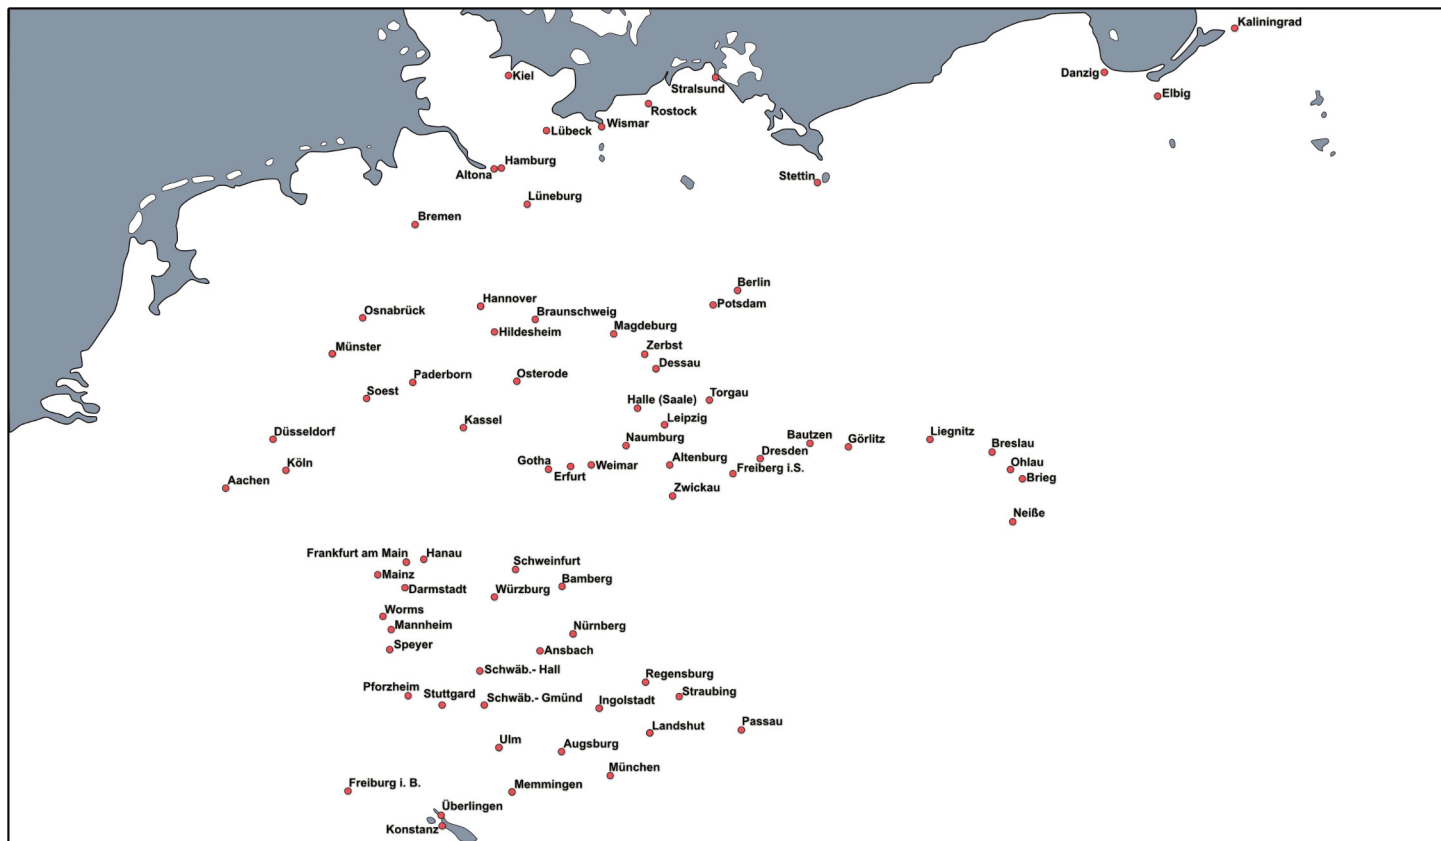 Kaliningrad
Kiel
Danzig
Stralsund
Elbig
Rostock
Wismar
Lübeck
Hamburg
Altona
Stettin
Lüneburg
Bremen
Berlin
Hannover
Potsdam
Osnabrück
Braunschweig
Magdeburg
Hildesheim
Münster
Zerbst
Dessau
Paderborn
Osterode
Soest
Torgau
Halle (Saale)
Kassel
Leipzig
Düsseldorf
Liegnitz
Bautzen
Görlitz
Naumburg
Breslau
Dresden
Köln
Gotha
Weimar
Altenburg
Ohlau
Freiberg i.S.
Erfurt
Brieg
Aachen
Zwickau
Neiße
Frankfurt am Main
Hanau
Schweinfurt
Mainz
Bamberg
Darmstadt
Würzburg
Worms
Mannheim
Nürnberg
Speyer
Ansbach
Schwäb.- Hall
Regensburg
Pforzheim
Stuttgard
Schwäb.- Gmünd
Straubing
Ingolstadt
Passau
Landshut
Ulm
Augsburg
München
Freiburg i. B.
Memmingen
Überlingen
Konstanz